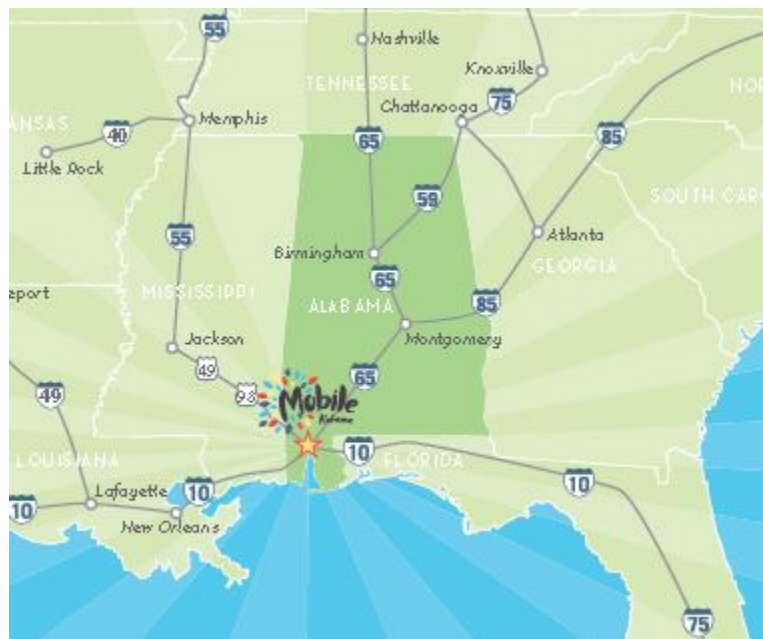 55
Nashville
Knoxville
TENNESSEE
75
NOR
Chattanooga
ANSAS
40
Memphis
65
85
Little Rock
59
SOUTH CAR
55
Birmingham
Atlanta
65
GEORGIA
eport
MISSISSIPPI
ALABAMA
85
Jackson
Montgomery
49
65
49
98
Mobile
Alabama
10
LOUISIANA
FLORIDA
10
Lafayette
10
10
New Orleans
75